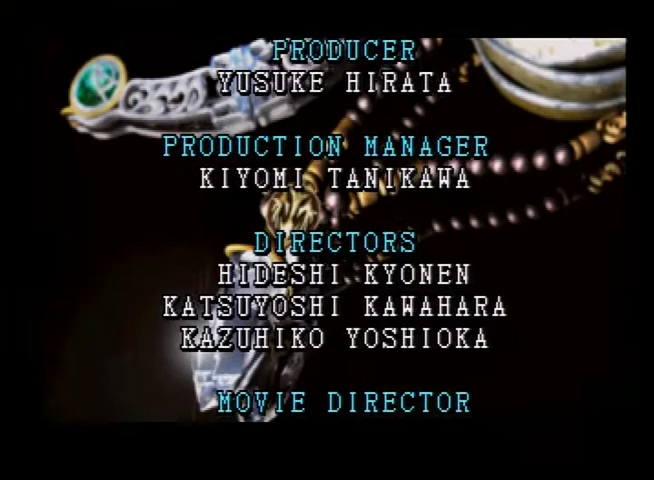 PRODUCER
YUSUKE HIRATA
PRODUCTION MANAGER
KIYOMI TANIKAWA
DIRECTORS
HIDESHI KYONEN
KATSUYOSHI KAWAHARA
KAZUHIKO YOSHIOKA
MOVIE DIRECTOR